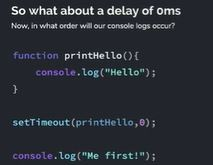 So what about a delay of 0ms
Now, in what order will our console logs occur?
function printHello(){
console.log("Hello");
}
setTimeout(printHello,0);
console.log("Me first!");